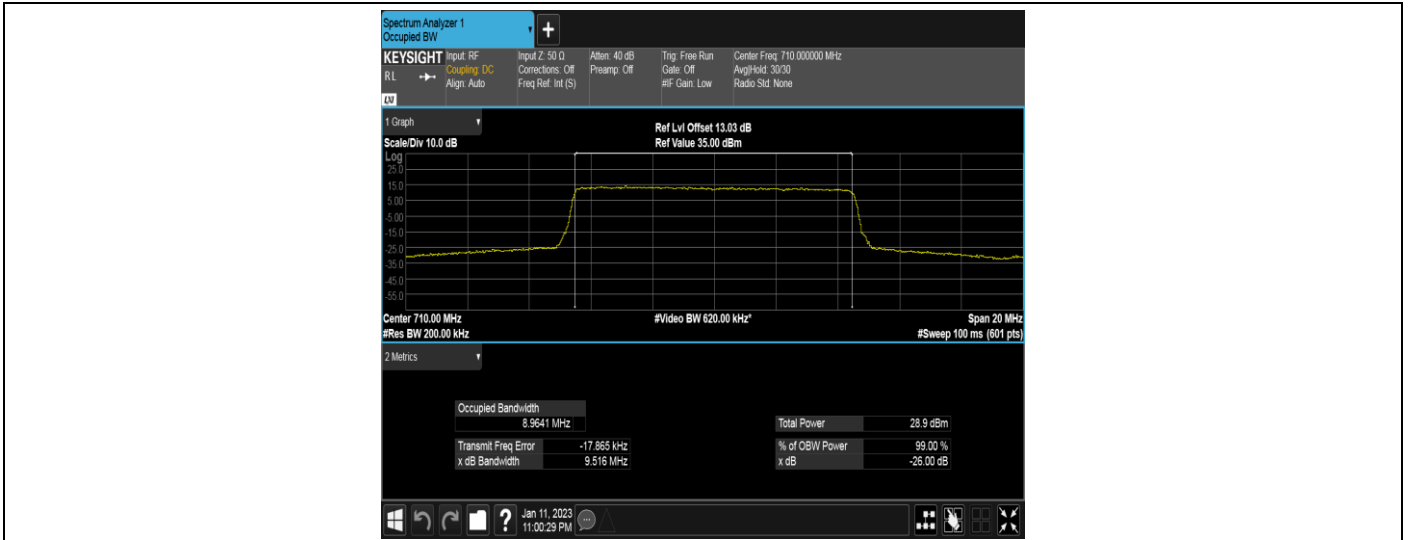 Spectrum Analyzer 1
Occupied BW
+
KEYSIGHT Input: RF Input Z: 50 Ω Atten: 40 dB Trig: Free Run Center Freq: 710.000000 MHz
RL Coupling: DC Corrections: Off Preamp: Off Gate: Off Avg|Hold: 30/30
Align: Auto Freq Ref: Int (S) #IF Gain: Low Radio Std: None
LXI
1 Graph
Ref Lvl Offset 13.03 dB
Scale/Div 10.0 dB Ref Value 35.00 dBm
Log
25.0
15.0
5.00
-5.00
-15.0
-25.0
-35.0
-45.0
-55.0
Center 710.00 MHz #Video BW 620.00 kHz* Span 20 MHz
#Res BW 200.00 kHz #Sweep 100 ms (601 pts)
2 Metrics
Occupied Bandwidth
8.9641 MHz Total Power 28.9 dBm
Transmit Freq Error -17.865 kHz % of OBW Power 99.00 %
x dB Bandwidth 9.516 MHz x dB -26.00 dB
? Jan 11, 2023
11:00:29 PM